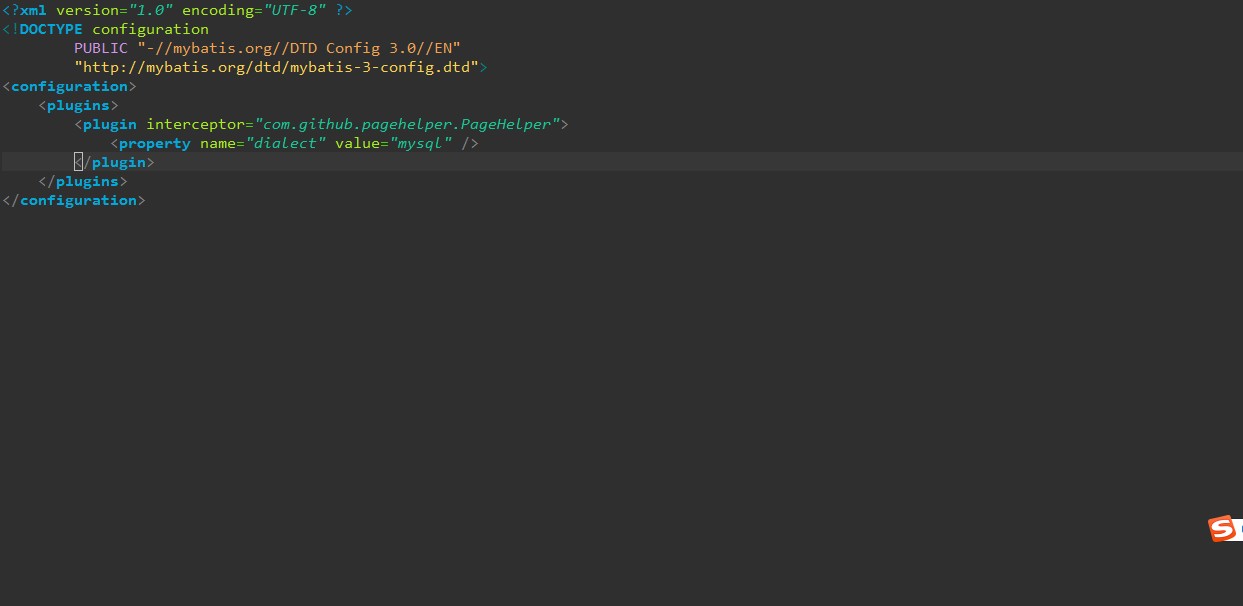 <?xml version="1.0" encoding="UTF-8" ?>
<!DOCTYPE configuration
        PUBLIC "-//mybatis.org//DTD Config 3.0//EN"
        "http://mybatis.org/dtd/mybatis-3-config.dtd">
<configuration>
    <plugins>
        <plugin interceptor="com.github.pagehelper.PageHelper">
            <property name="dialect" value="mysql" />
        </plugin>
    </plugins>
</configuration>
S